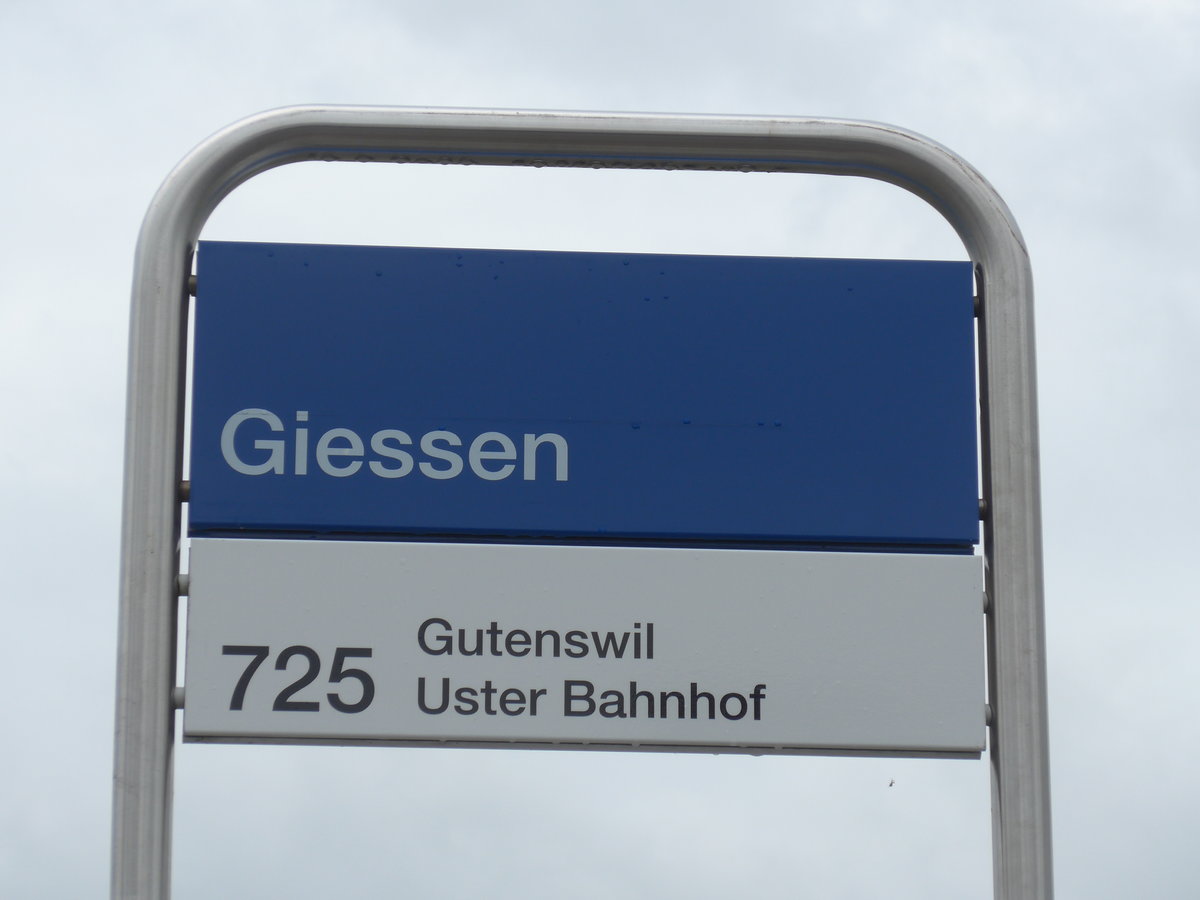 Giessen
725 Gutenswil
Uster Bahnhof